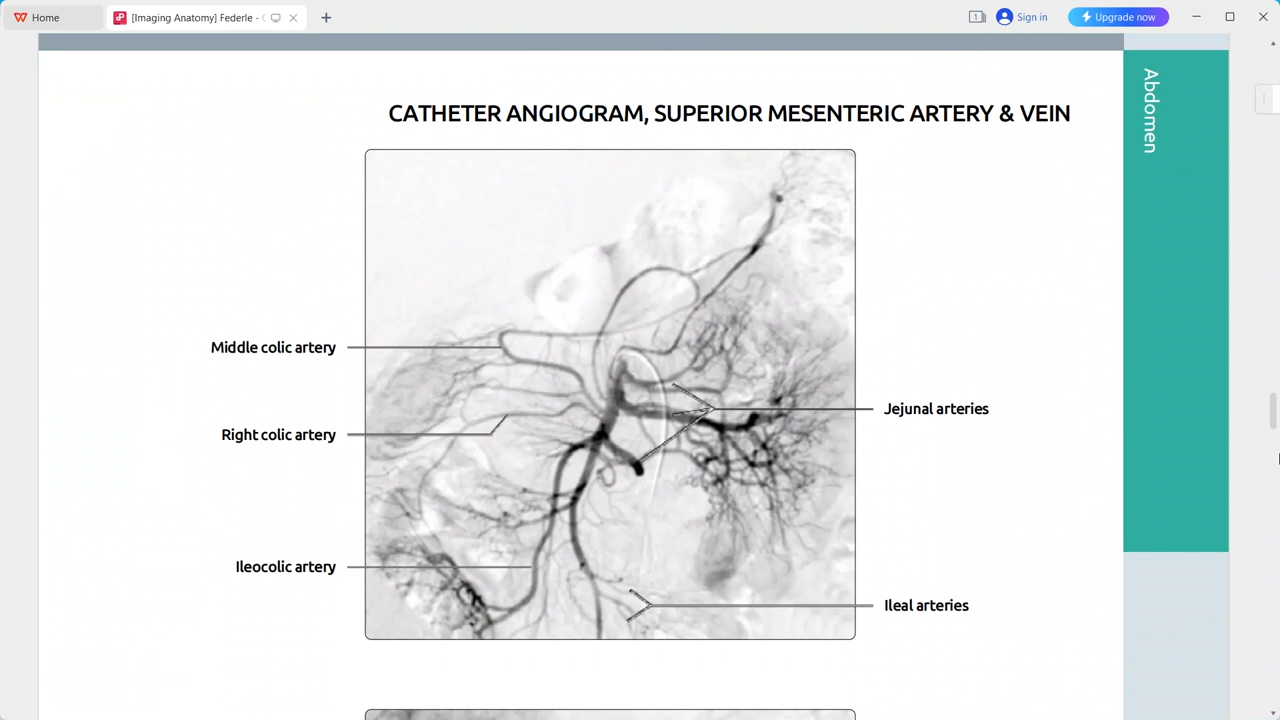 Home
[Imaging Anatomy] Federle -
1
Sign in
Upgrade now
Abdomen
CATHETER ANGIOGRAM, SUPERIOR MESENTERIC ARTERY & VEIN
Middle colic artery
Right colic artery
Jejunal arteries
Ileocolic artery
Ileal arteries